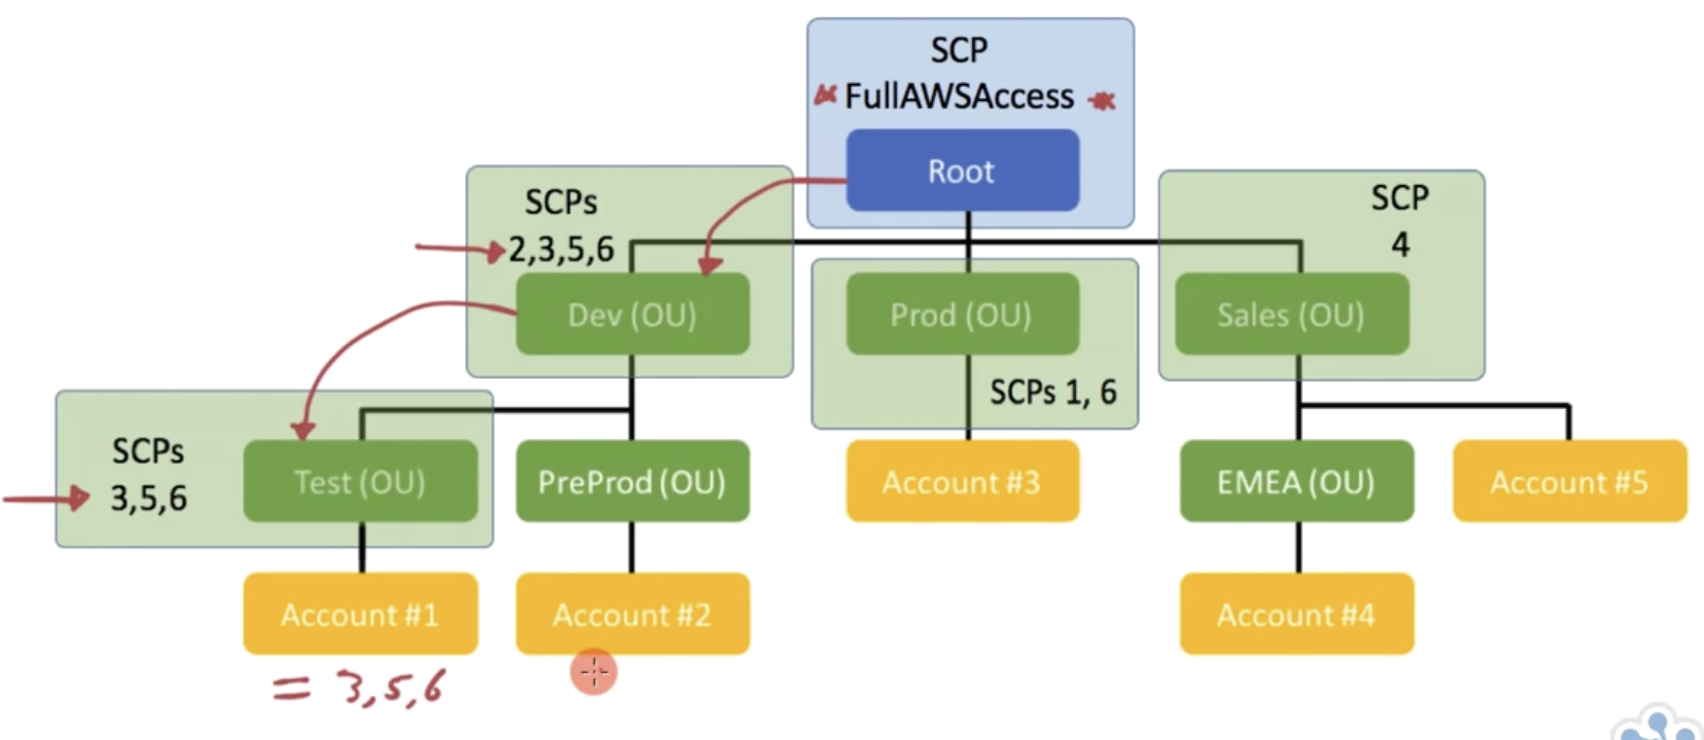 SCP
* FullAWSAccess *
Root
SCPs
2,3,5,6
Dev (OU)
Prod (OU)
SCPs 1, 6
SCP
4
Sales (OU)
SCPs
3,5,6
Test (OU)
PreProd (OU)
Account #3
EMEA (OU)
Account #5
Account #1
Account #2
Account #4
= 3,5,6